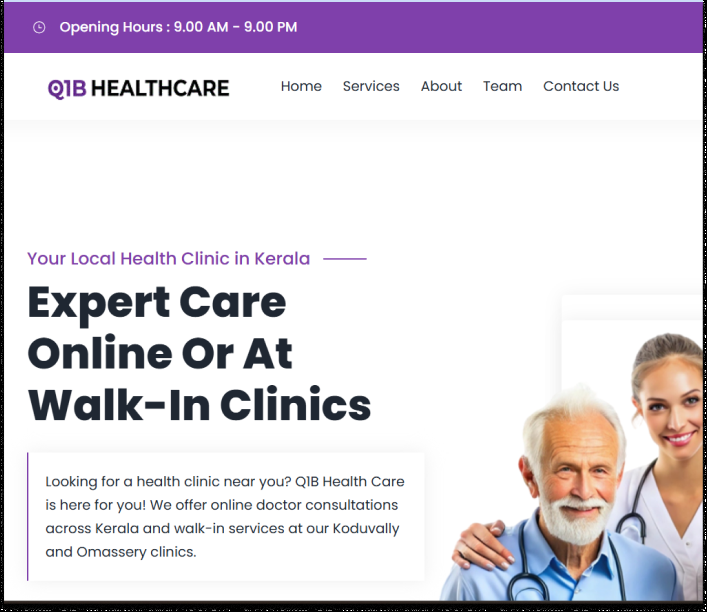 Opening Hours : 9.00 AM - 9.00 PM
Q1B HEALTHCARE
Home Services About Team Contact Us
Your Local Health Clinic in Kerala
Expert Care
Online Or At
Walk-In Clinics
Looking for a health clinic near you? Q1B Health Care
is here for you! We offer online doctor consultations
across Kerala and walk-in services at our Koduvally
and Omassery clinics.